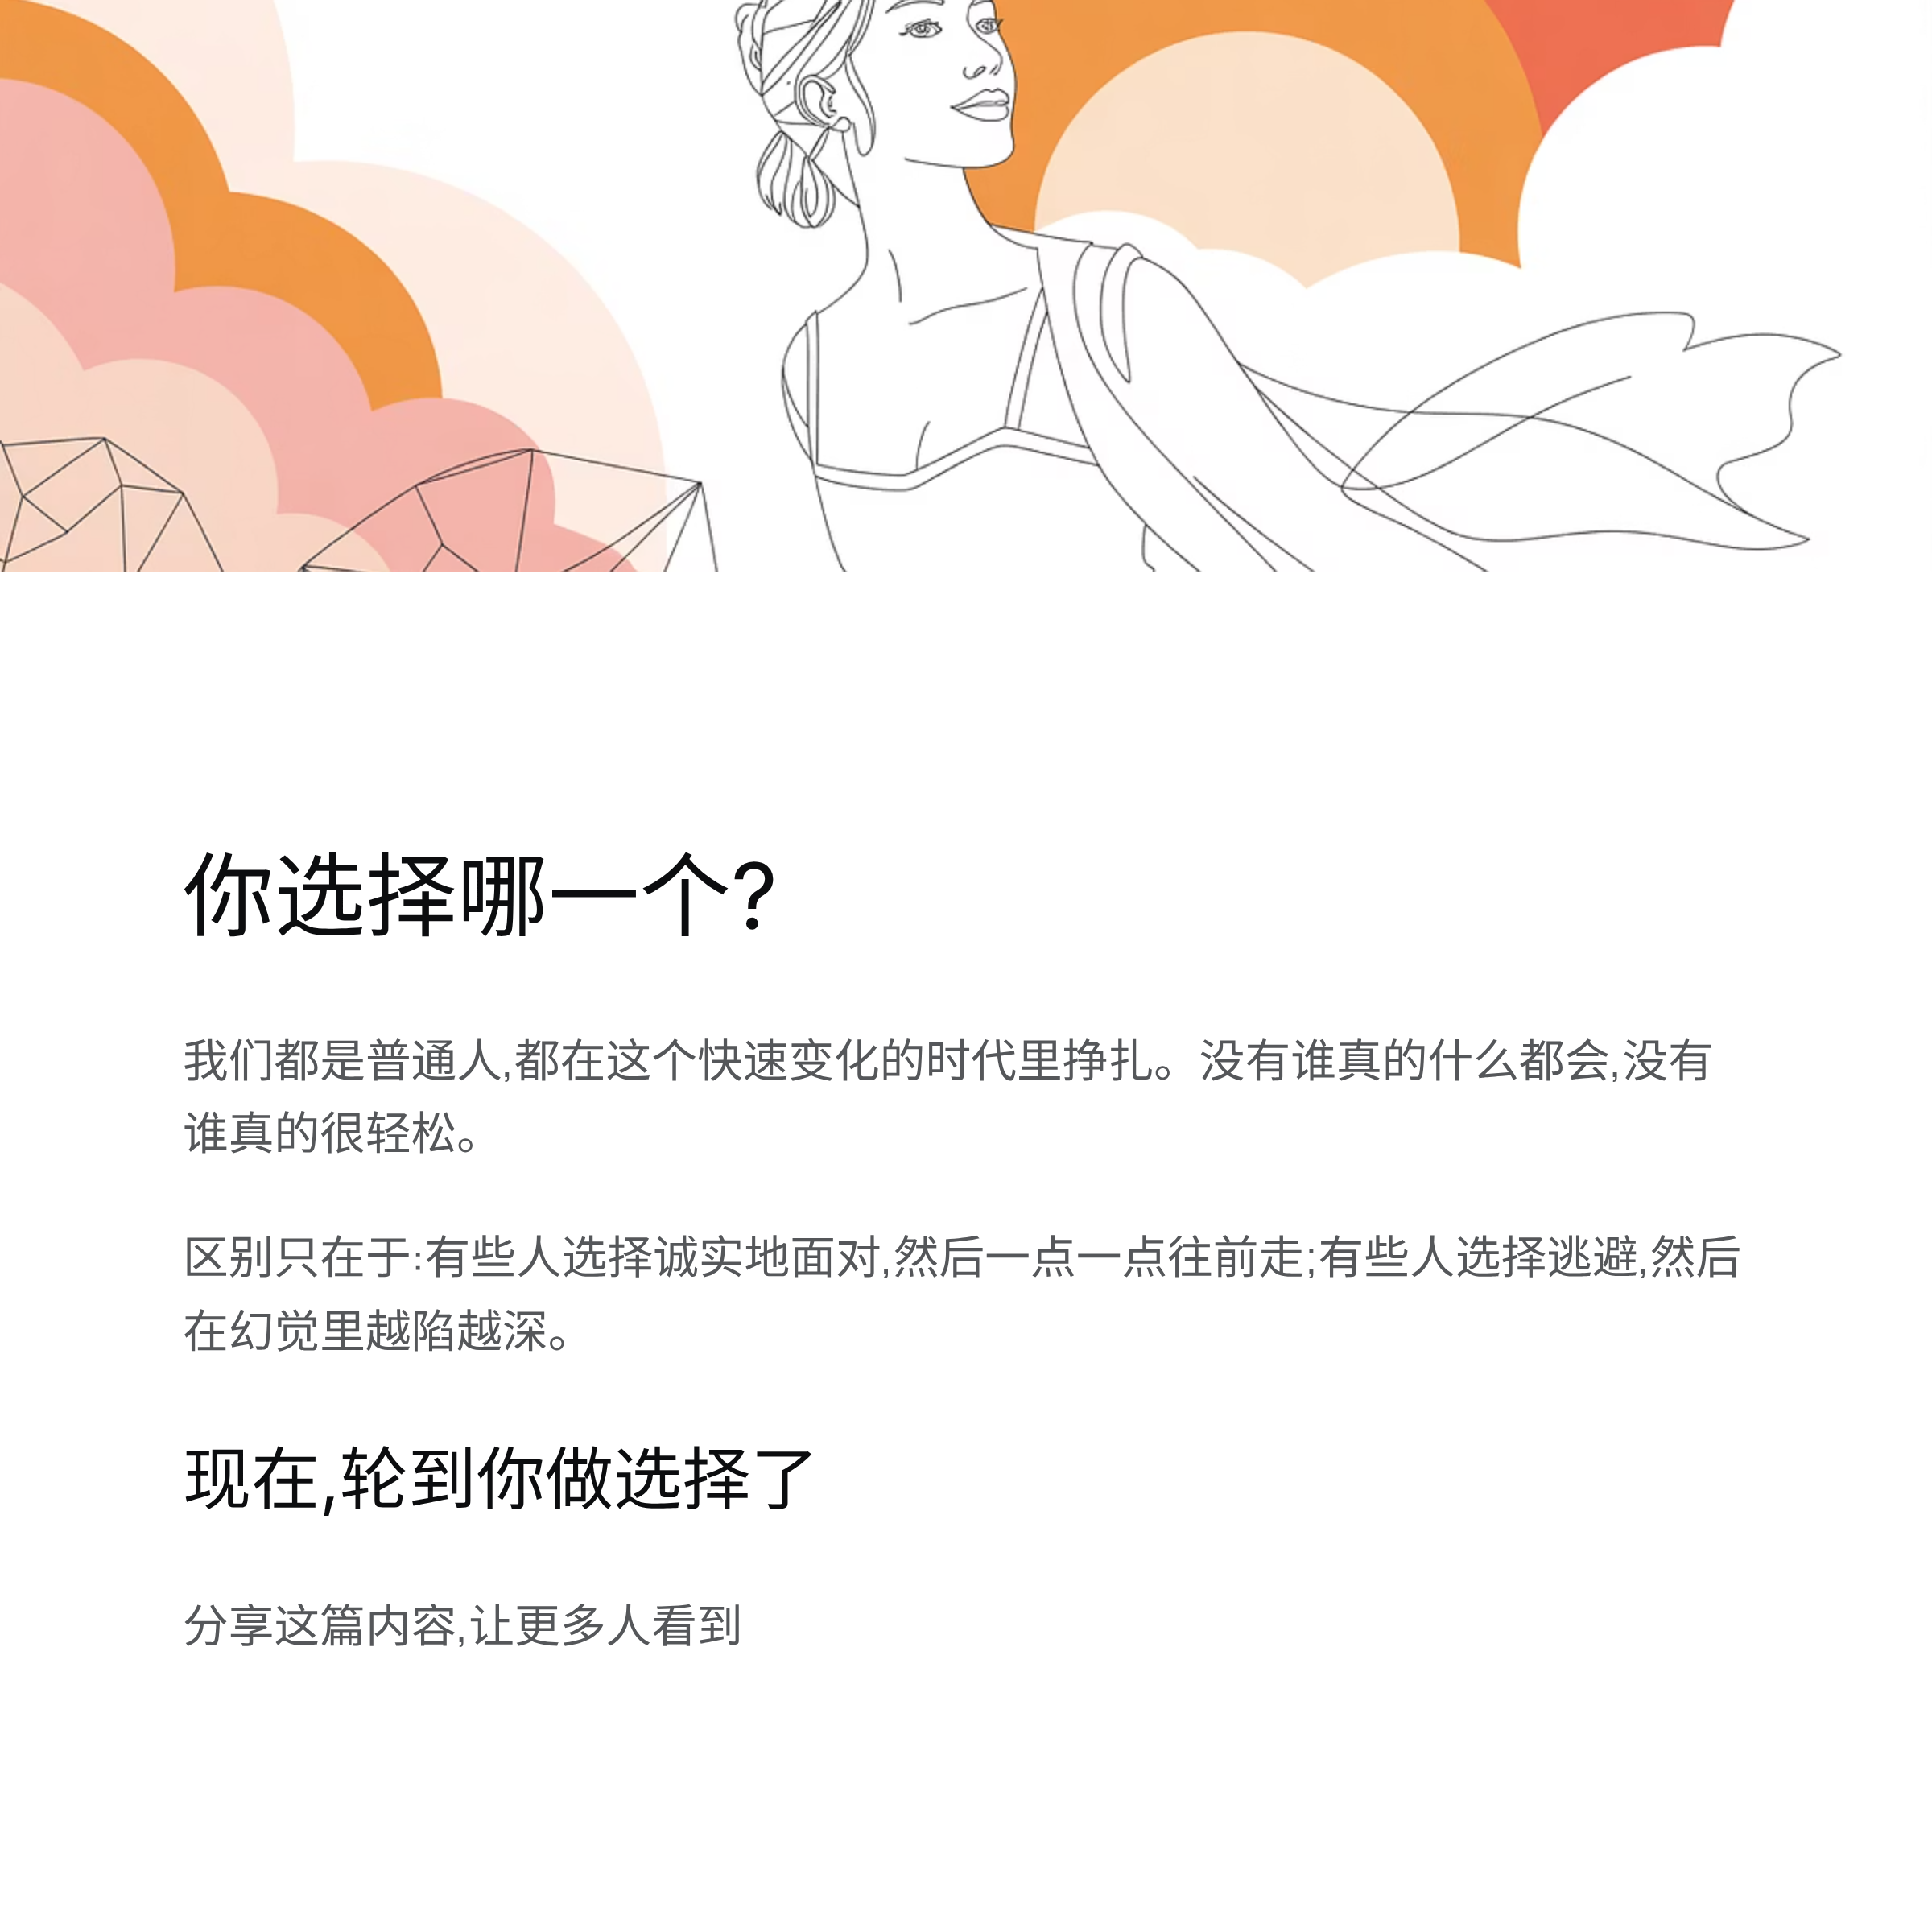 你选择哪一个?
我们都是普通人,都在这个快速变化的时代里挣扎。没有谁真的什么都会,没有
谁真的很轻松。
区别只在于:有些人选择诚实地面对,然后一点一点往前走;有些人选择逃避,然后
在幻觉里越陷越深。
现在,轮到你做选择了
分享这篇内容,让更多人看到